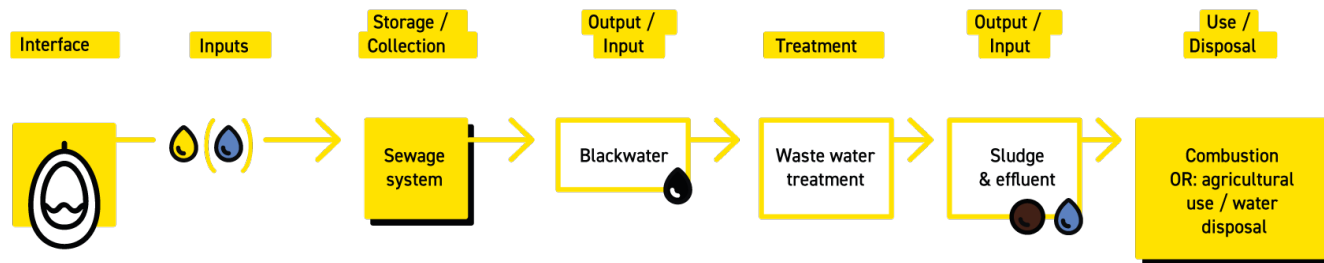 Interface
Inputs
Storage /
Collection
Output /
Input
Treatment
Output /
Input
Use /
Disposal
Sewage
system
Blackwater
Waste water
treatment
Sludge
& effluent
Combustion
OR: agricultural
use / water
disposal